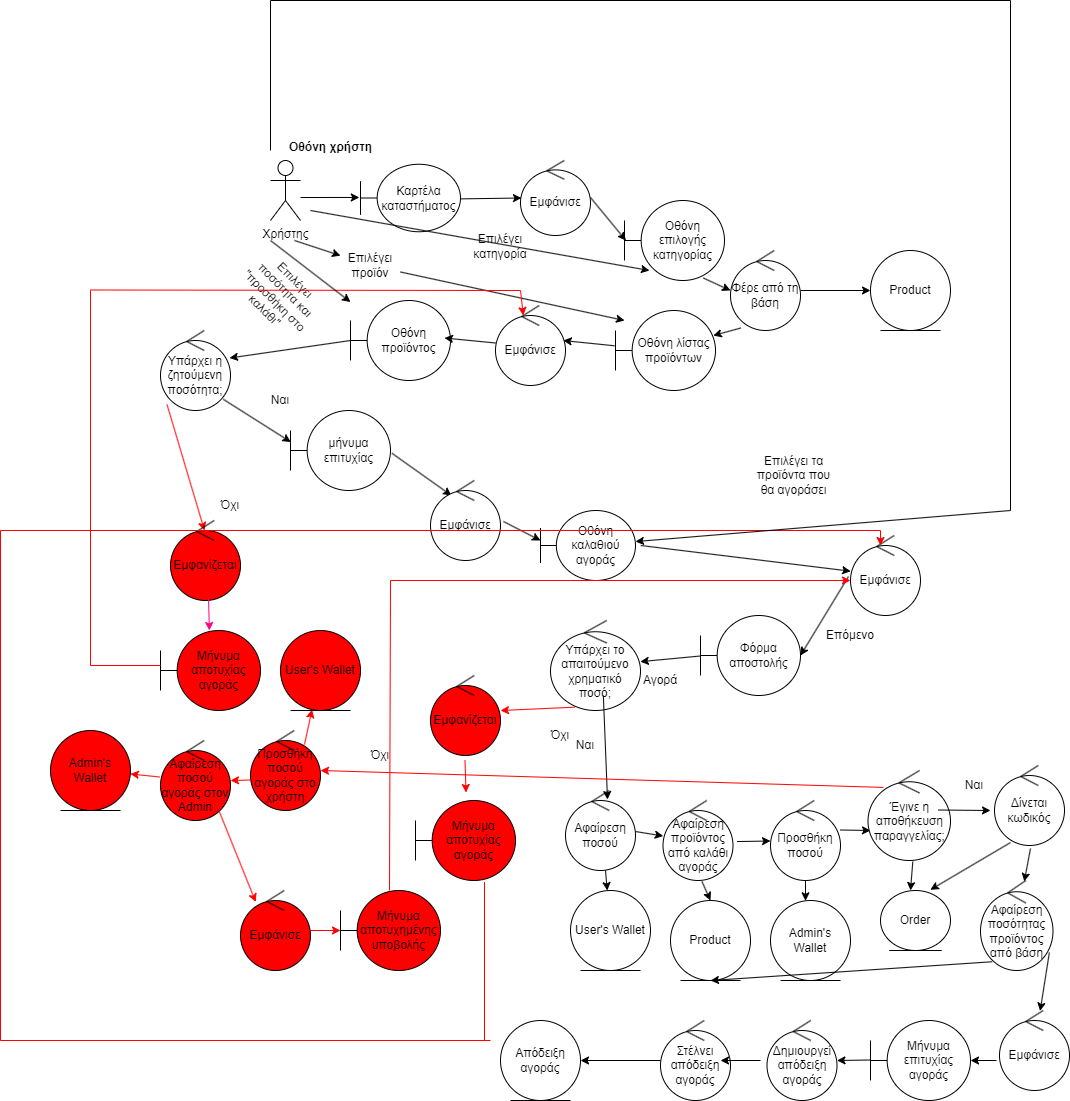 Οθόνη χρήστη
Χρήστης
Καρτέλα
καταστήματος
Εμφάνισε
Οθόνη
επιλογής
κατηγορίας
Επιλέγει
κατηγορία
Επιλέγει
προϊόν
Επιλέγει
ποσότητα και
"προσθήκη στο
καλάθι"
Φέρε από τη
βάση
Product
Οθόνη
προϊόντος
Εμφάνισε
Οθόνη λίστας
προϊόντων
Υπάρχει η
ζητούμενη
ποσότητα;
Ναι
μήνυμα
επιτυχίας
Επιλέγει τα
προϊόντα που
θα αγοράσει
Όχι
Εμφάνισε
Οθόνη
καλαθιού
αγοράς
Εμφανίζεται
Εμφάνισε
Επόμενο
Μήνυμα
αποτυχίας
αγοράς
User's Wallet
Υπάρχει το
απαιτούμενο
χρηματικό
ποσό;
Αγορά
Φόρμα
αποστολής
Εμφανίζεται
Όχι
Ναι
Όχι
Admin's
Wallet
Αφαίρεση
ποσού
αγοράς στον
Admin
Προσθήκη
ποσού
αγοράς στο
χρήστη
Μήνυμα
αποτυχίας
αγοράς
Αφαίρεση
ποσού
Αφαίρεση
προϊόντος
από καλάθι
αγοράς
Προσθήκη
ποσού
Έγινε η
αποθήκευση
παραγγελίας;
Ναι
Δίνεται
κωδικός
Εμφάνισε
Μήνυμα
αποτυχημένης
υποβολής
User's Wallet
Product
Admin's
Wallet
Order
Αφαίρεση
ποσότητας
προϊόντος
από βάση
Απόδειξη
αγοράς
Στέλνει
απόδειξη
αγοράς
Δημιουργεί
απόδειξη
αγοράς
Μήνυμα
επιτυχίας
αγοράς
Εμφάνισε